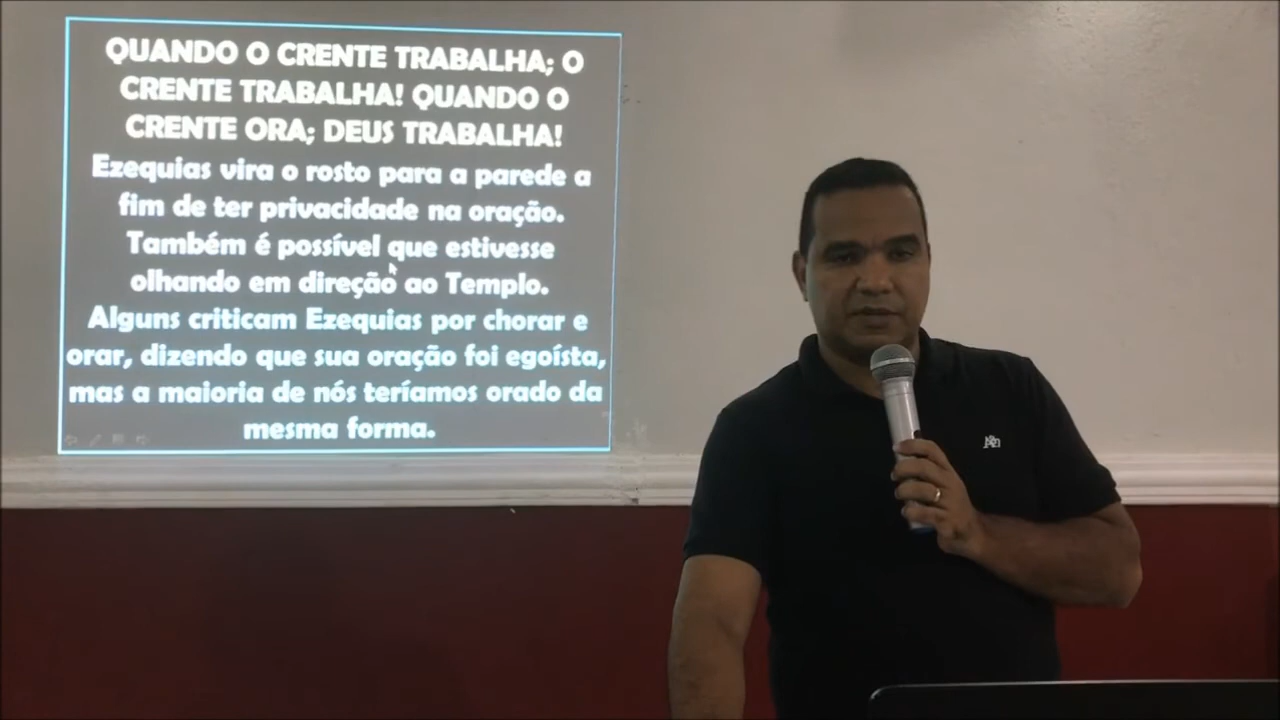 QUANDO O CRENTE TRABALHA; O
CRENTE TRABALHA! QUANDO O
CRENTE ORA; DEUS TRABALHA!
Ezequias vira o rosto para a parede a
fim de ter privacidade na oração.
Também é possível que estivesse
olhando em direção ao Templo.
Alguns criticam Ezequias por chorar e
orar, dizendo que sua oração foi egoísta,
mas a maioria de nós teríamos orado da
mesma forma.